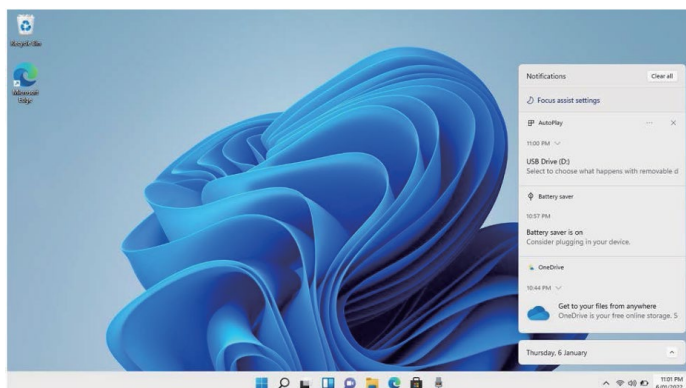 Recycle Bin
Microsoft
Edge
Notifications
Clear all
Focus assist settings
AutoPlay
11:00 PM
USB Drive (D:)
Select to choose what happens with removable d
Battery saver
10:57 PM
Battery saver is on
Consider plugging in your device.
OneDrive
10:44 PM
Get to your files from anywhere
OneDrive is your free online storage. S
Thursday, 6 January
11:01 PM
6/01/2022